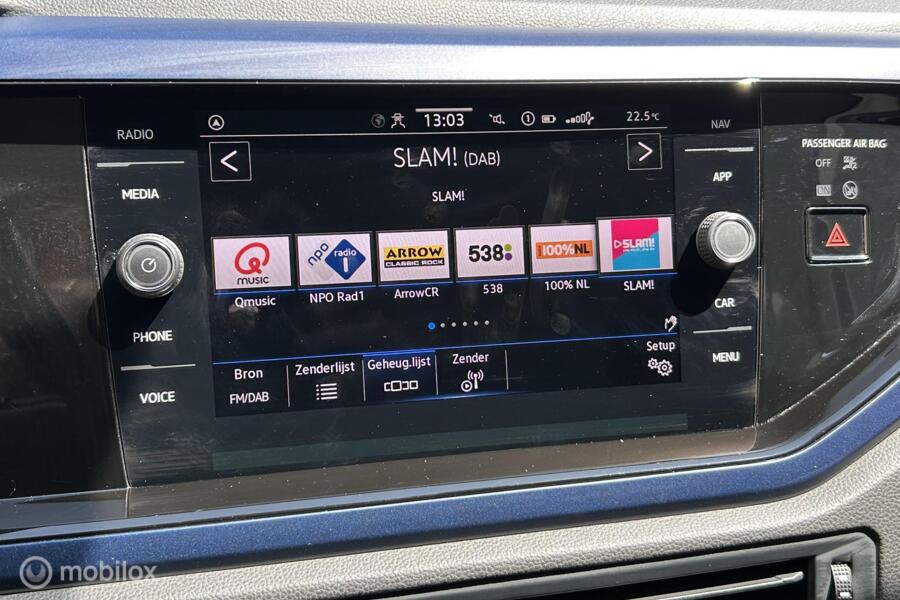 RADIO
MEDIA
PHONE
VOICE
13:03
1
22.5°C
SLAM! (DAB)
SLAM!
Q
MUSIC
npo
radio
1
ARROW
CLASSIC ROCK
538
100%NL
SLAM!
Qmusic
NPO Rad1
ArrowCR
538
100% NL
SLAM!
Bron
FM/DAB
Zenderlijst
Geheug.lijst
Zender
Setup
NAV
APP
CAR
MENU
PASSENGER AIR BAG
OFF
ON
mobilox